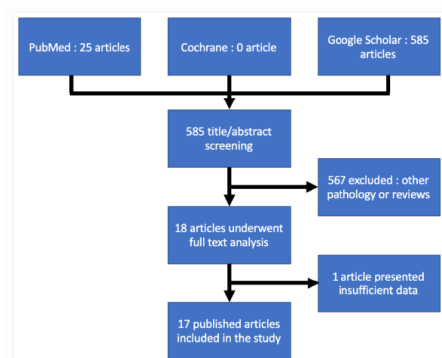 PubMed : 25 articles
Cochrane : 0 article
Google Scholar : 585
articles
585 title/abstract
screening
567 excluded : other
pathology or reviews
18 articles underwent
full text analysis
1 article presented
insufficient data
17 published articles
included in the study